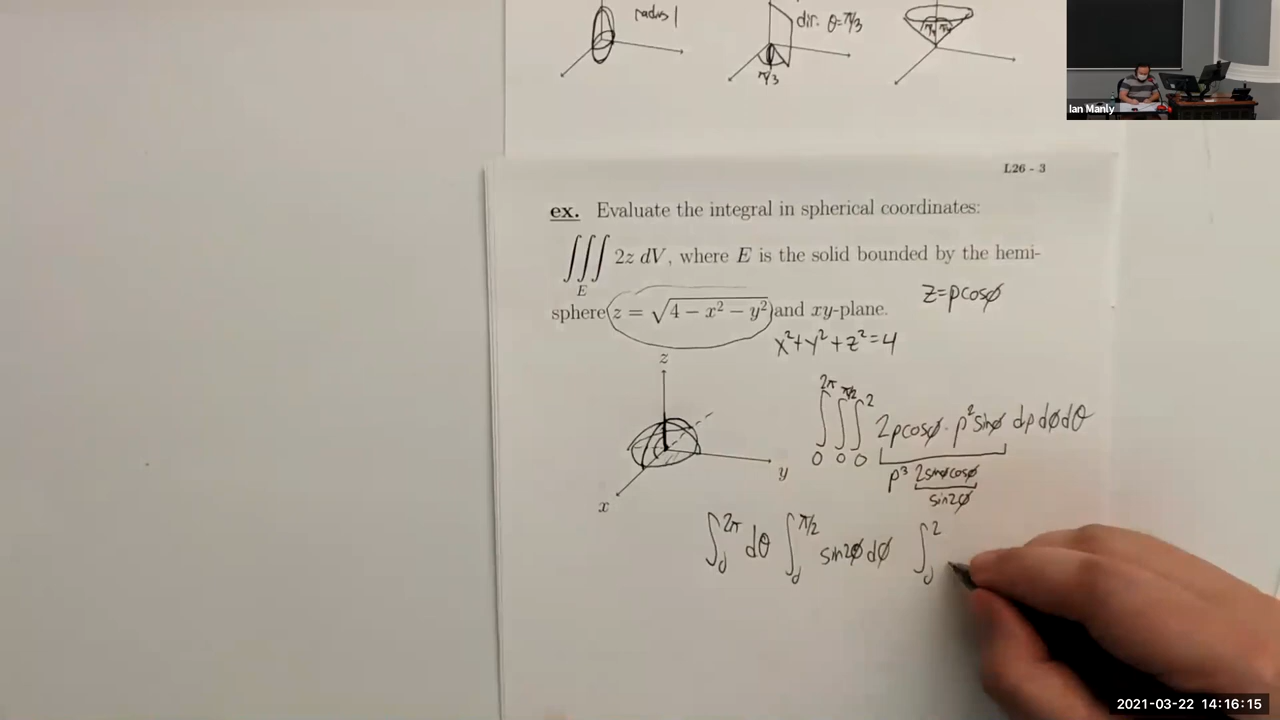 radius 1
dir. θ=π/3
π/3
π/4 π/4
Ian Manly
L26 - 3
ex. Evaluate the integral in spherical coordinates:
∭_E 2z dV, where E is the solid bounded by the hemi-
sphere z = √(4 − x² − y²) and xy-plane.
z=ρcosφ
x²+y²+z²=4
z
y
x
∫₀^2π ∫₀^π/2 ∫₀^2 2ρcosφ · ρ²sinφ dρdφdθ
ρ³ 2sinφcosφ
sin2φ
∫₀^2π dθ ∫₀^π/2 sin2φ dφ ∫₀^2
2021-03-22 14:16:15